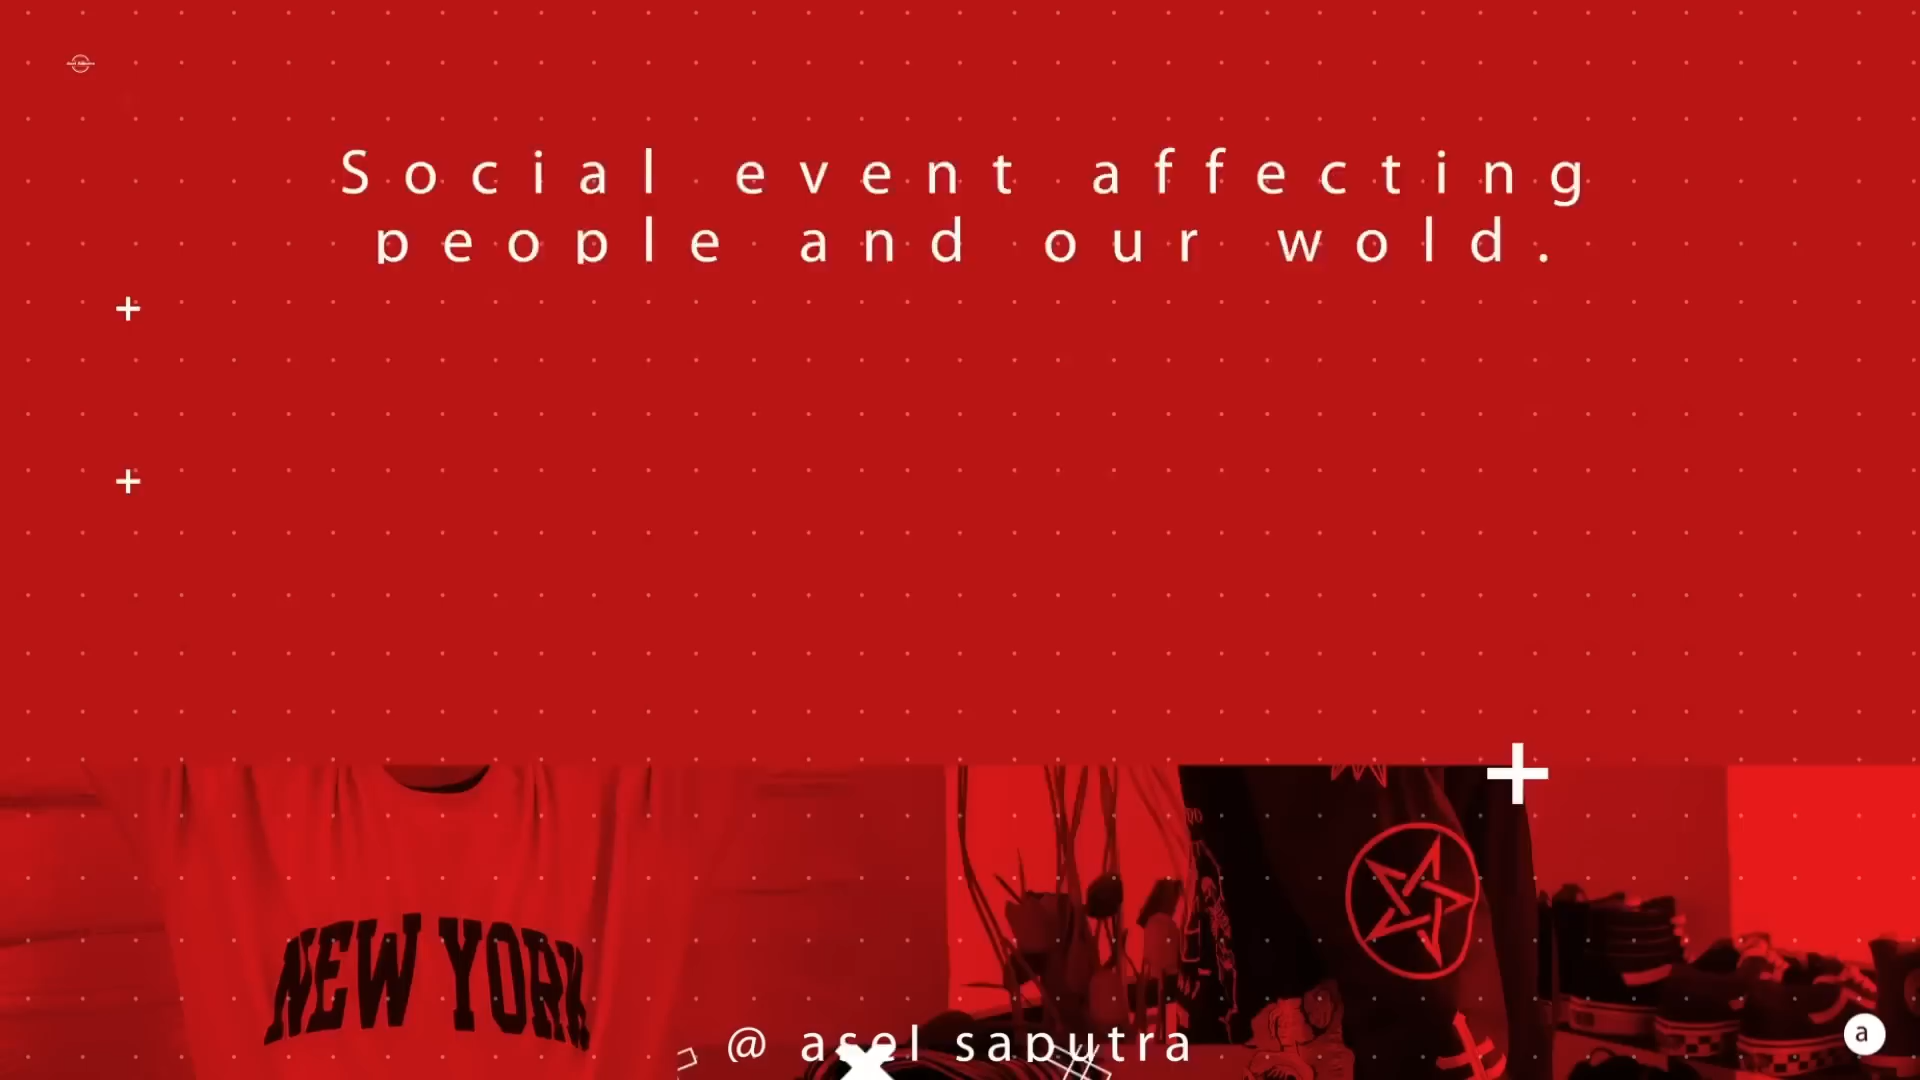 Social event affecting
people and our wold.
NEW YORK
@ asel saputra
a